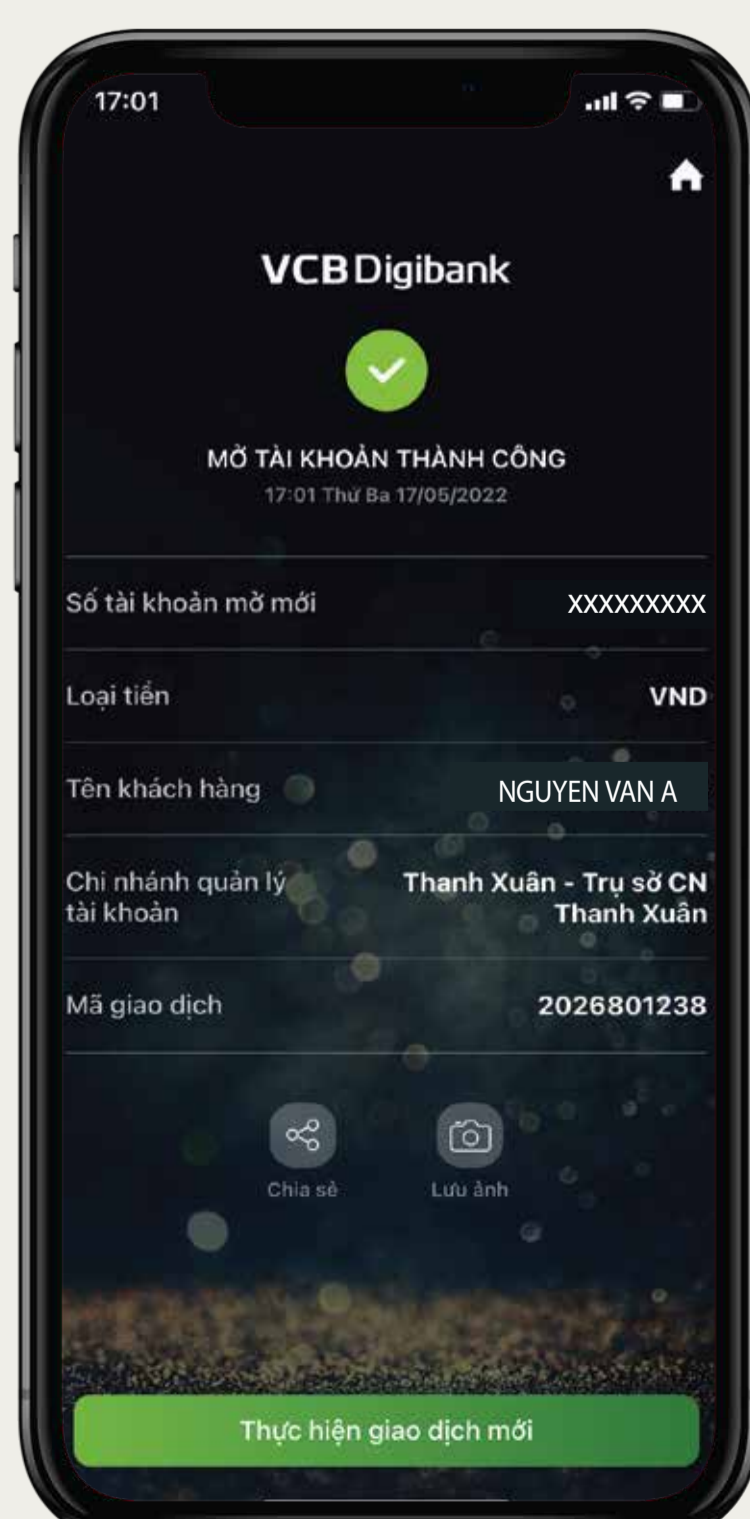 17:01
VCB Digibank
MỞ TÀI KHOẢN THÀNH CÔNG
17:01 Thứ Ba 17/05/2022
Số tài khoản mở mới XXXXXXXXX
Loại tiền VND
Tên khách hàng NGUYEN VAN A
Chi nhánh quản lý Thanh Xuân - Trụ sở CN
tài khoản Thanh Xuân
Mã giao dịch 2026801238
Chia sẻ Lưu ảnh
Thực hiện giao dịch mới